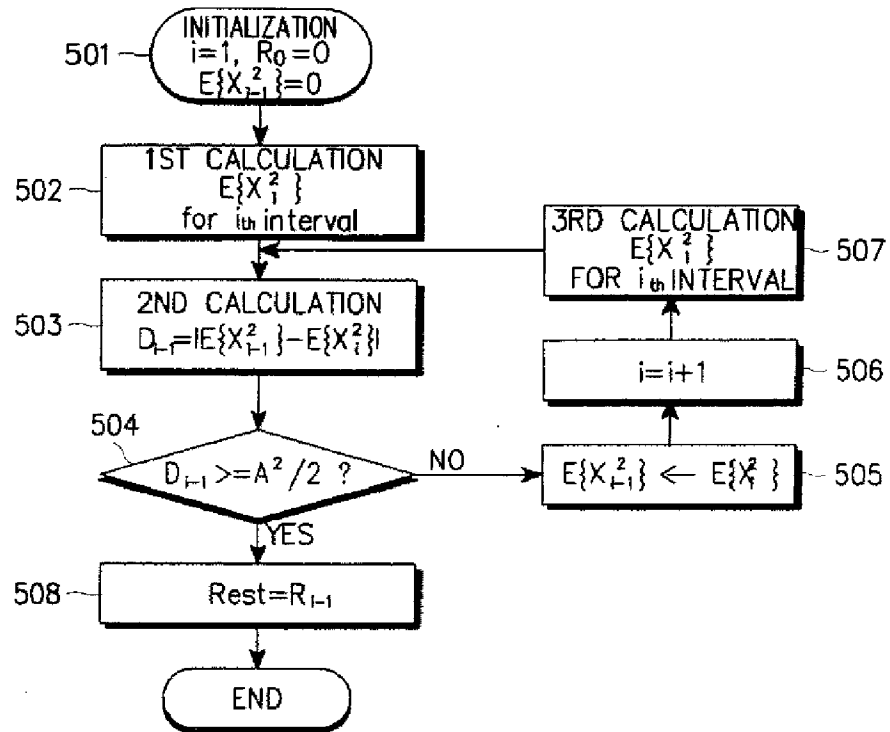 INITIALIZATION
i=1, R₀=0
E{X²ᵢ₋₁}=0
501
1ST CALCULATION
E{X²ᵢ}
for iₜₕ interval
502
3RD CALCULATION
E{X²ᵢ}
FOR iₜₕ INTERVAL
507
2ND CALCULATION
Dᵢ₋₁=|E{X²ᵢ₋₁}−E{X²ᵢ}|
503
i=i+1
506
504
Dᵢ₋₁ >=A²/2 ?
NO
E{X²ᵢ₋₁} ← E{X²ᵢ}
505
YES
Rest=Rᵢ₋₁
508
END